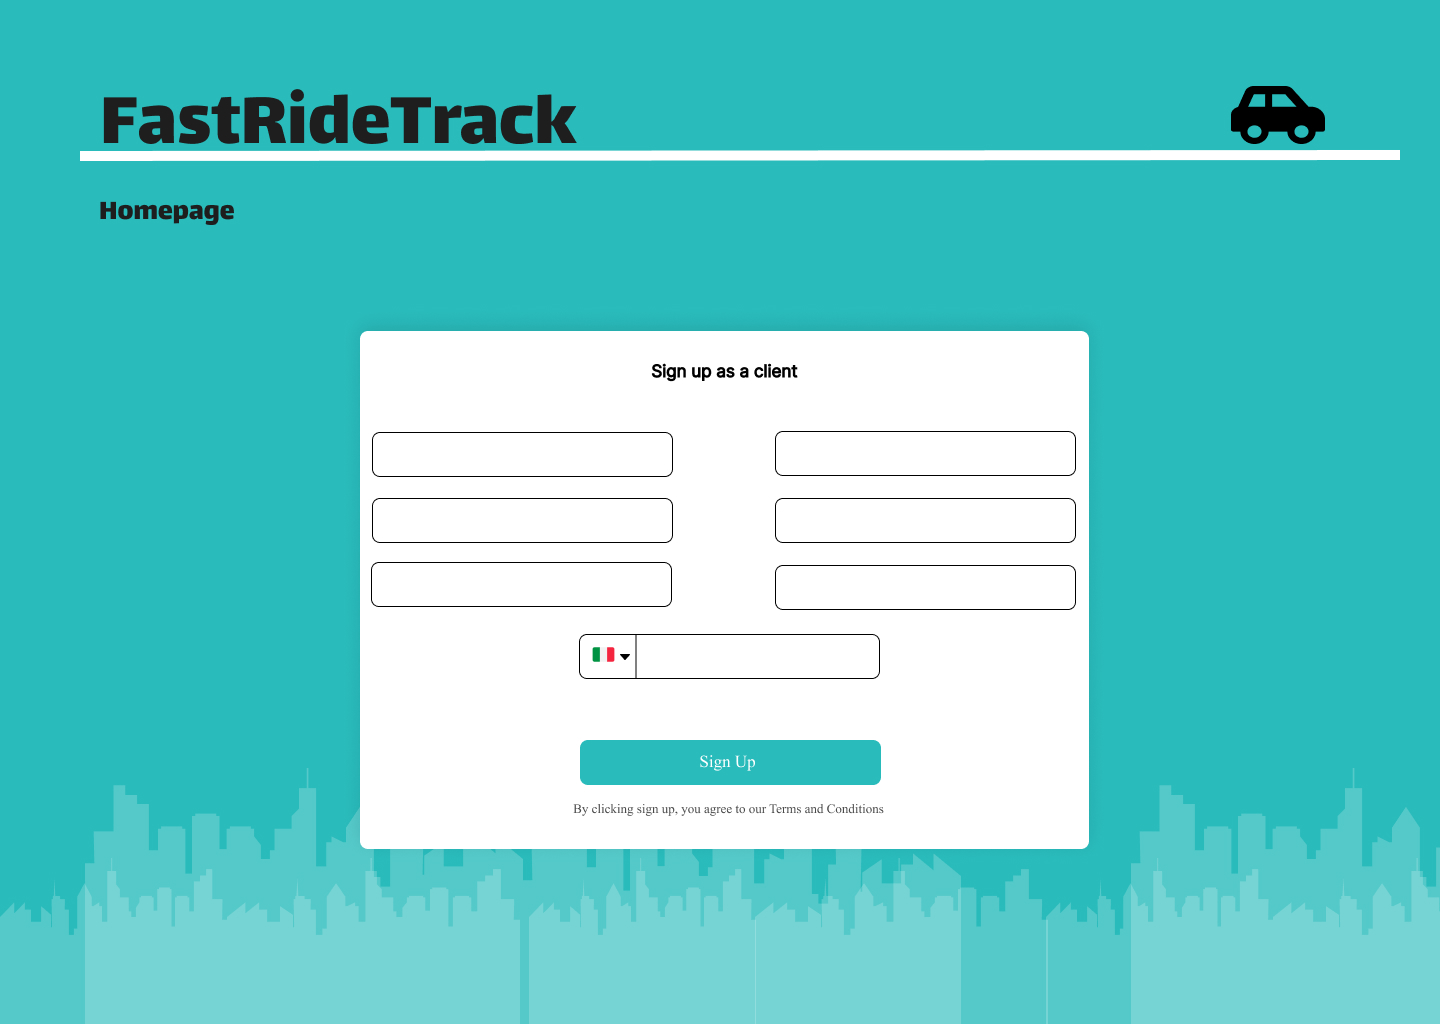 FastRideTrack
Homepage
Sign up as a client
Sign Up
By clicking sign up, you agree to our Terms and Conditions